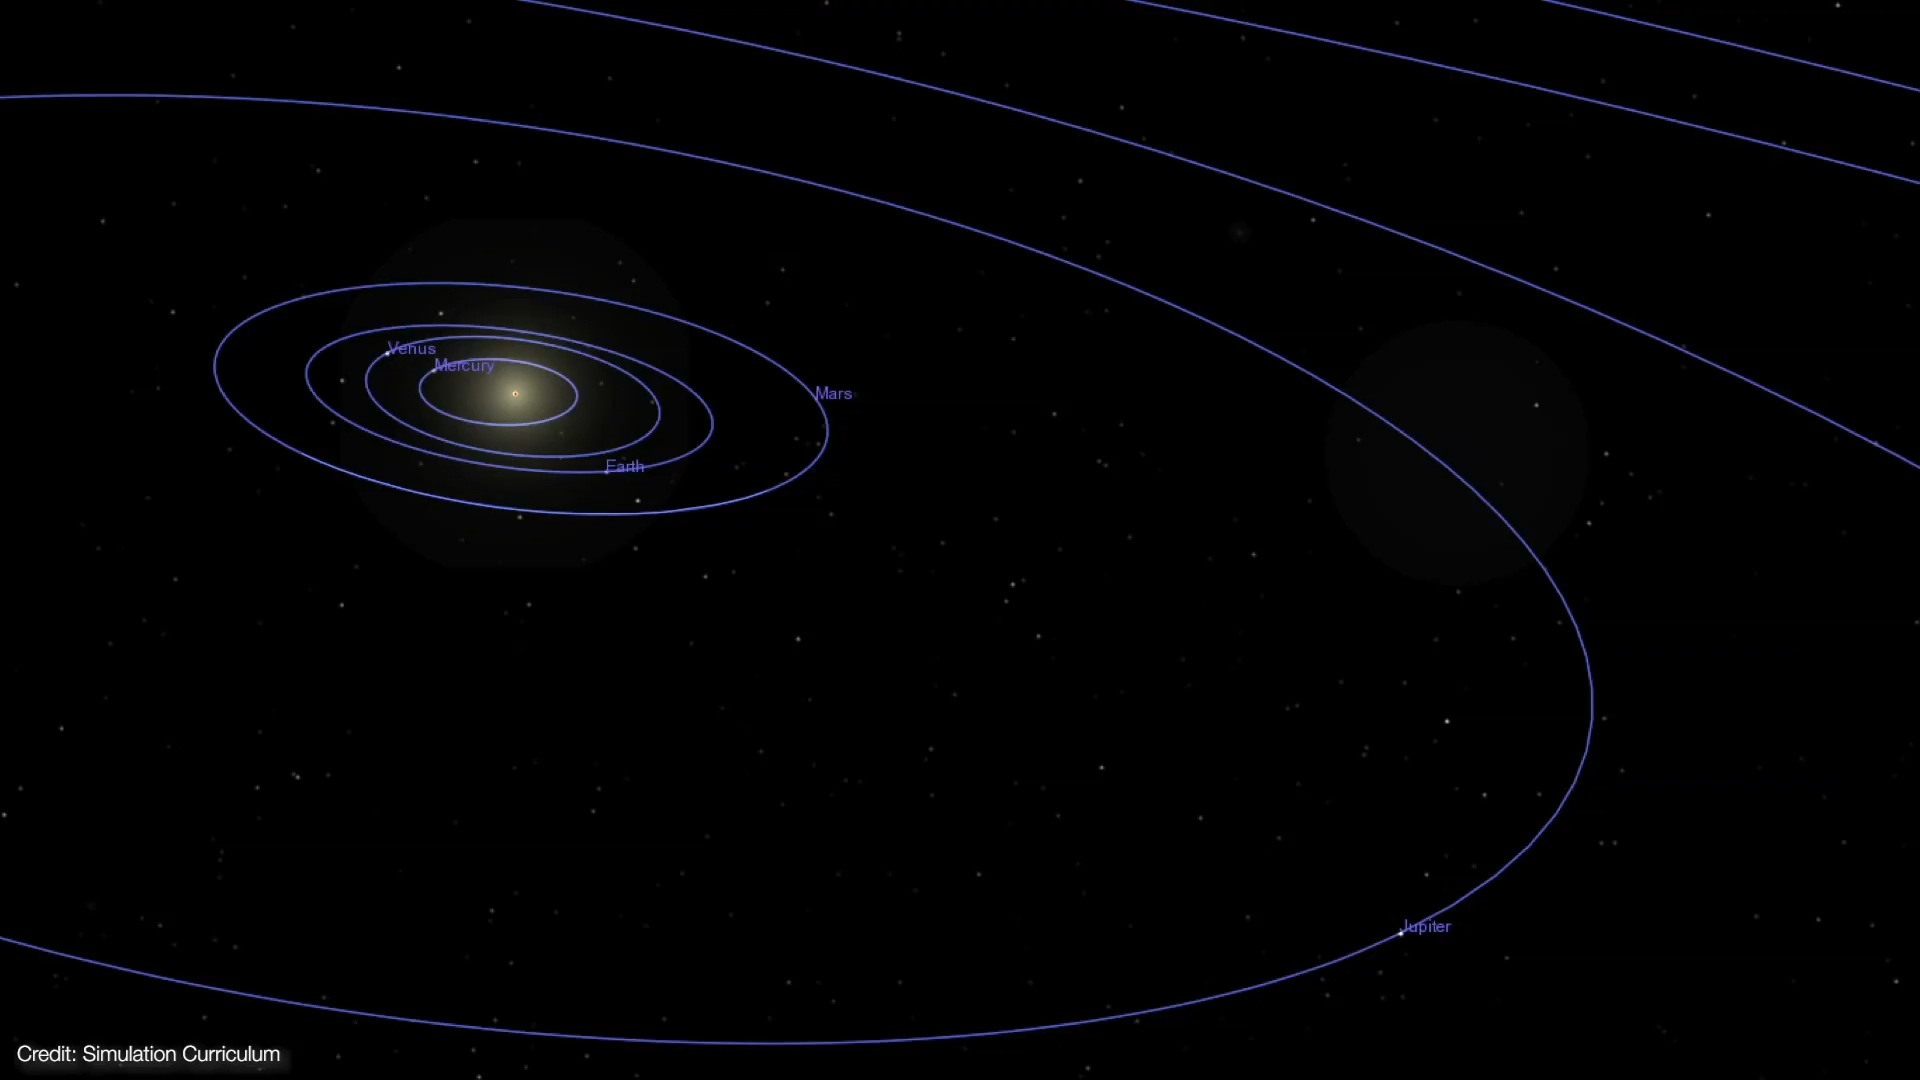 Venus
Mercury
Mars
Earth
Jupiter
Credit: Simulation Curriculum